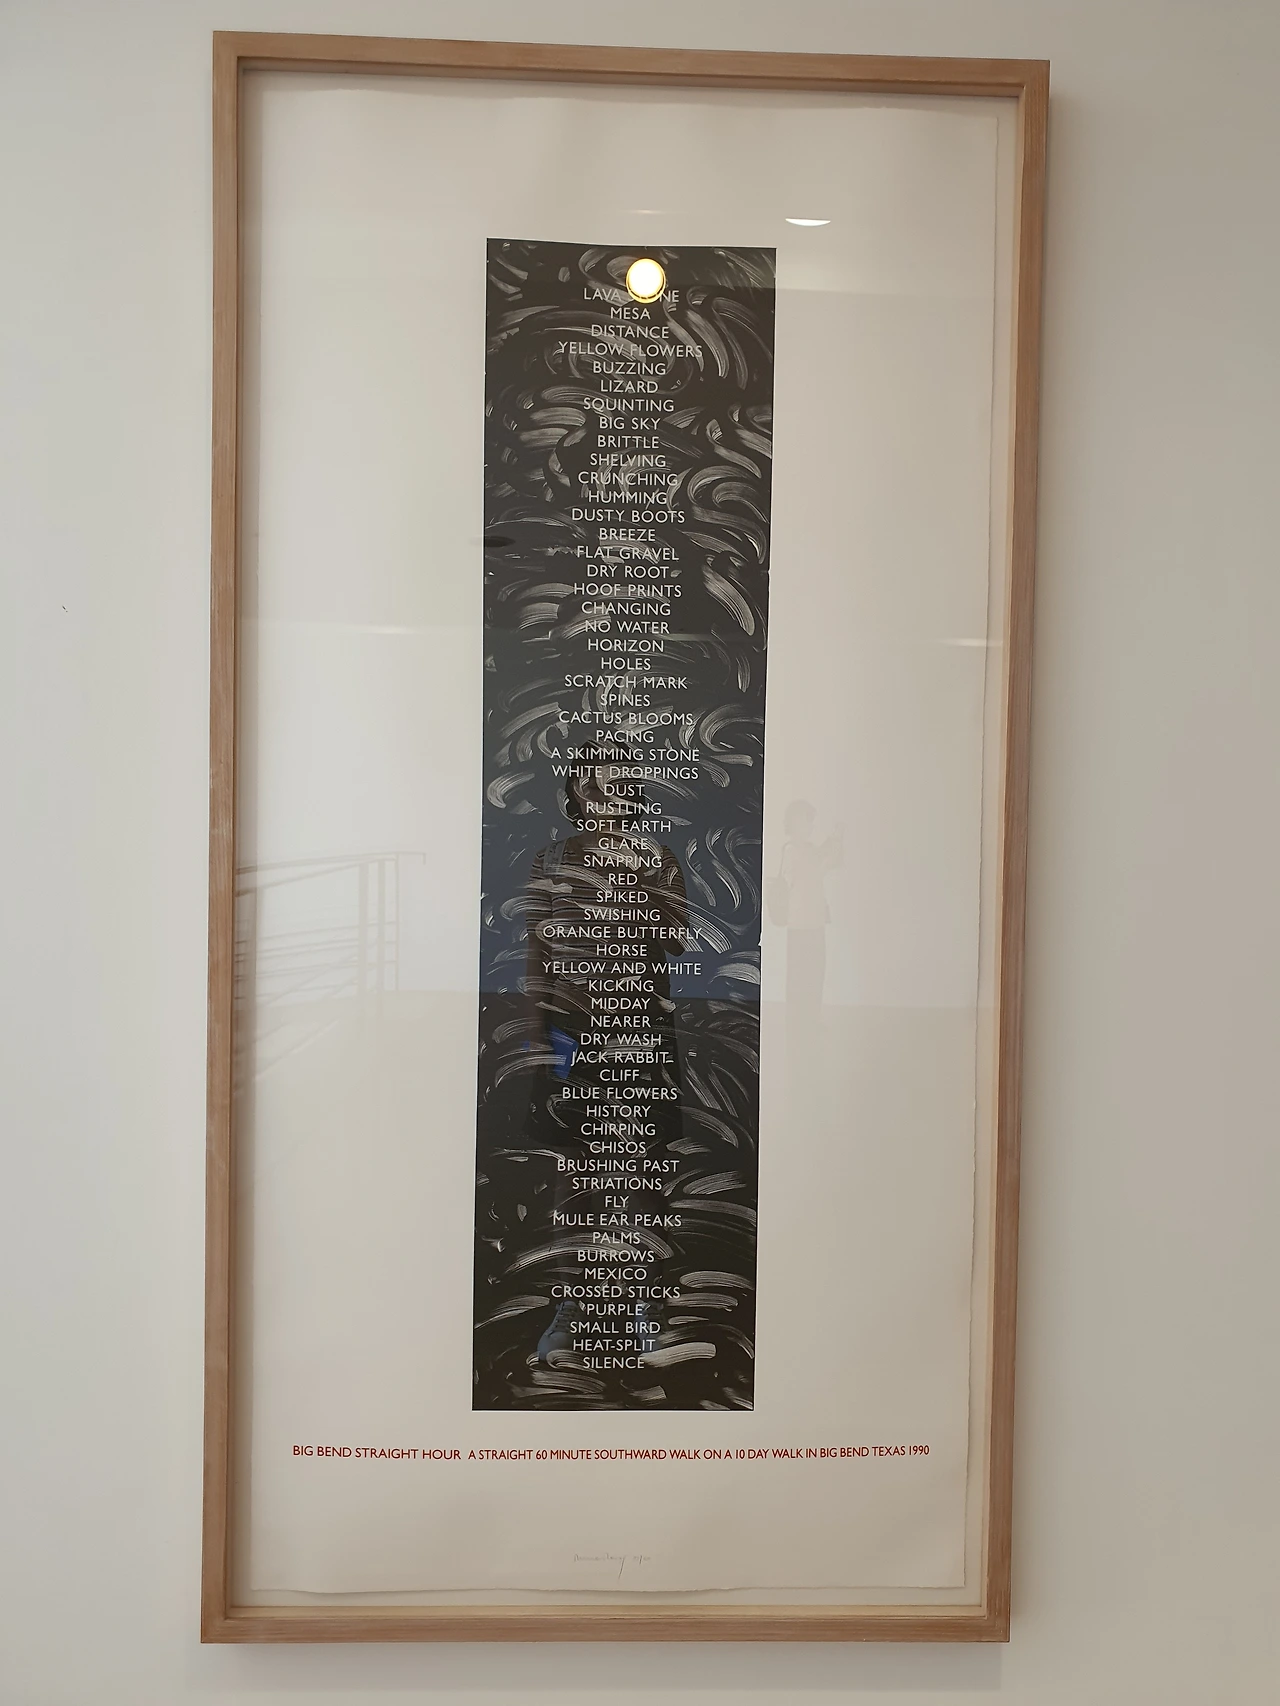 LAVA
MESA
DISTANCE
YELLOW FLOWERS
BUZZING
LIZARD
SQUINTING
BIG SKY
BRITTLE
SHELVING
CRUNCHING
HUMMING
DUSTY BOOTS
BREEZE
FLAT GRAVEL
DRY ROOT
HOOF PRINTS
CHANGING
NO WATER
HORIZON
HOLES
SCRATCH MARK
SPINES
CACTUS BLOOMS
PACING
A SKIMMING STONE
WHITE DROPPINGS
DUST
RUSTLING
SOFT EARTH
GLARE
SNAPPING
RED
SPIKED
SWISHING
ORANGE BUTTERFLY
HORSE
YELLOW AND WHITE
KICKING
MIDDAY
NEARER
DRY WASH
JACK RABBIT
CLIFF
BLUE FLOWERS
HISTORY
CHIRPING
CHISOS
BRUSHING PAST
STRIATIONS
FLY
MULE EAR PEAKS
PALMS
BURROWS
MEXICO
CROSSED STICKS
PURPLE
SMALL BIRD
HEAT-SPLIT
SILENCE
BIG BEND STRAIGHT HOUR A STRAIGHT 60 MINUTE SOUTHWARD WALK ON A 10 DAY WALK IN BIG BEND TEXAS 1990